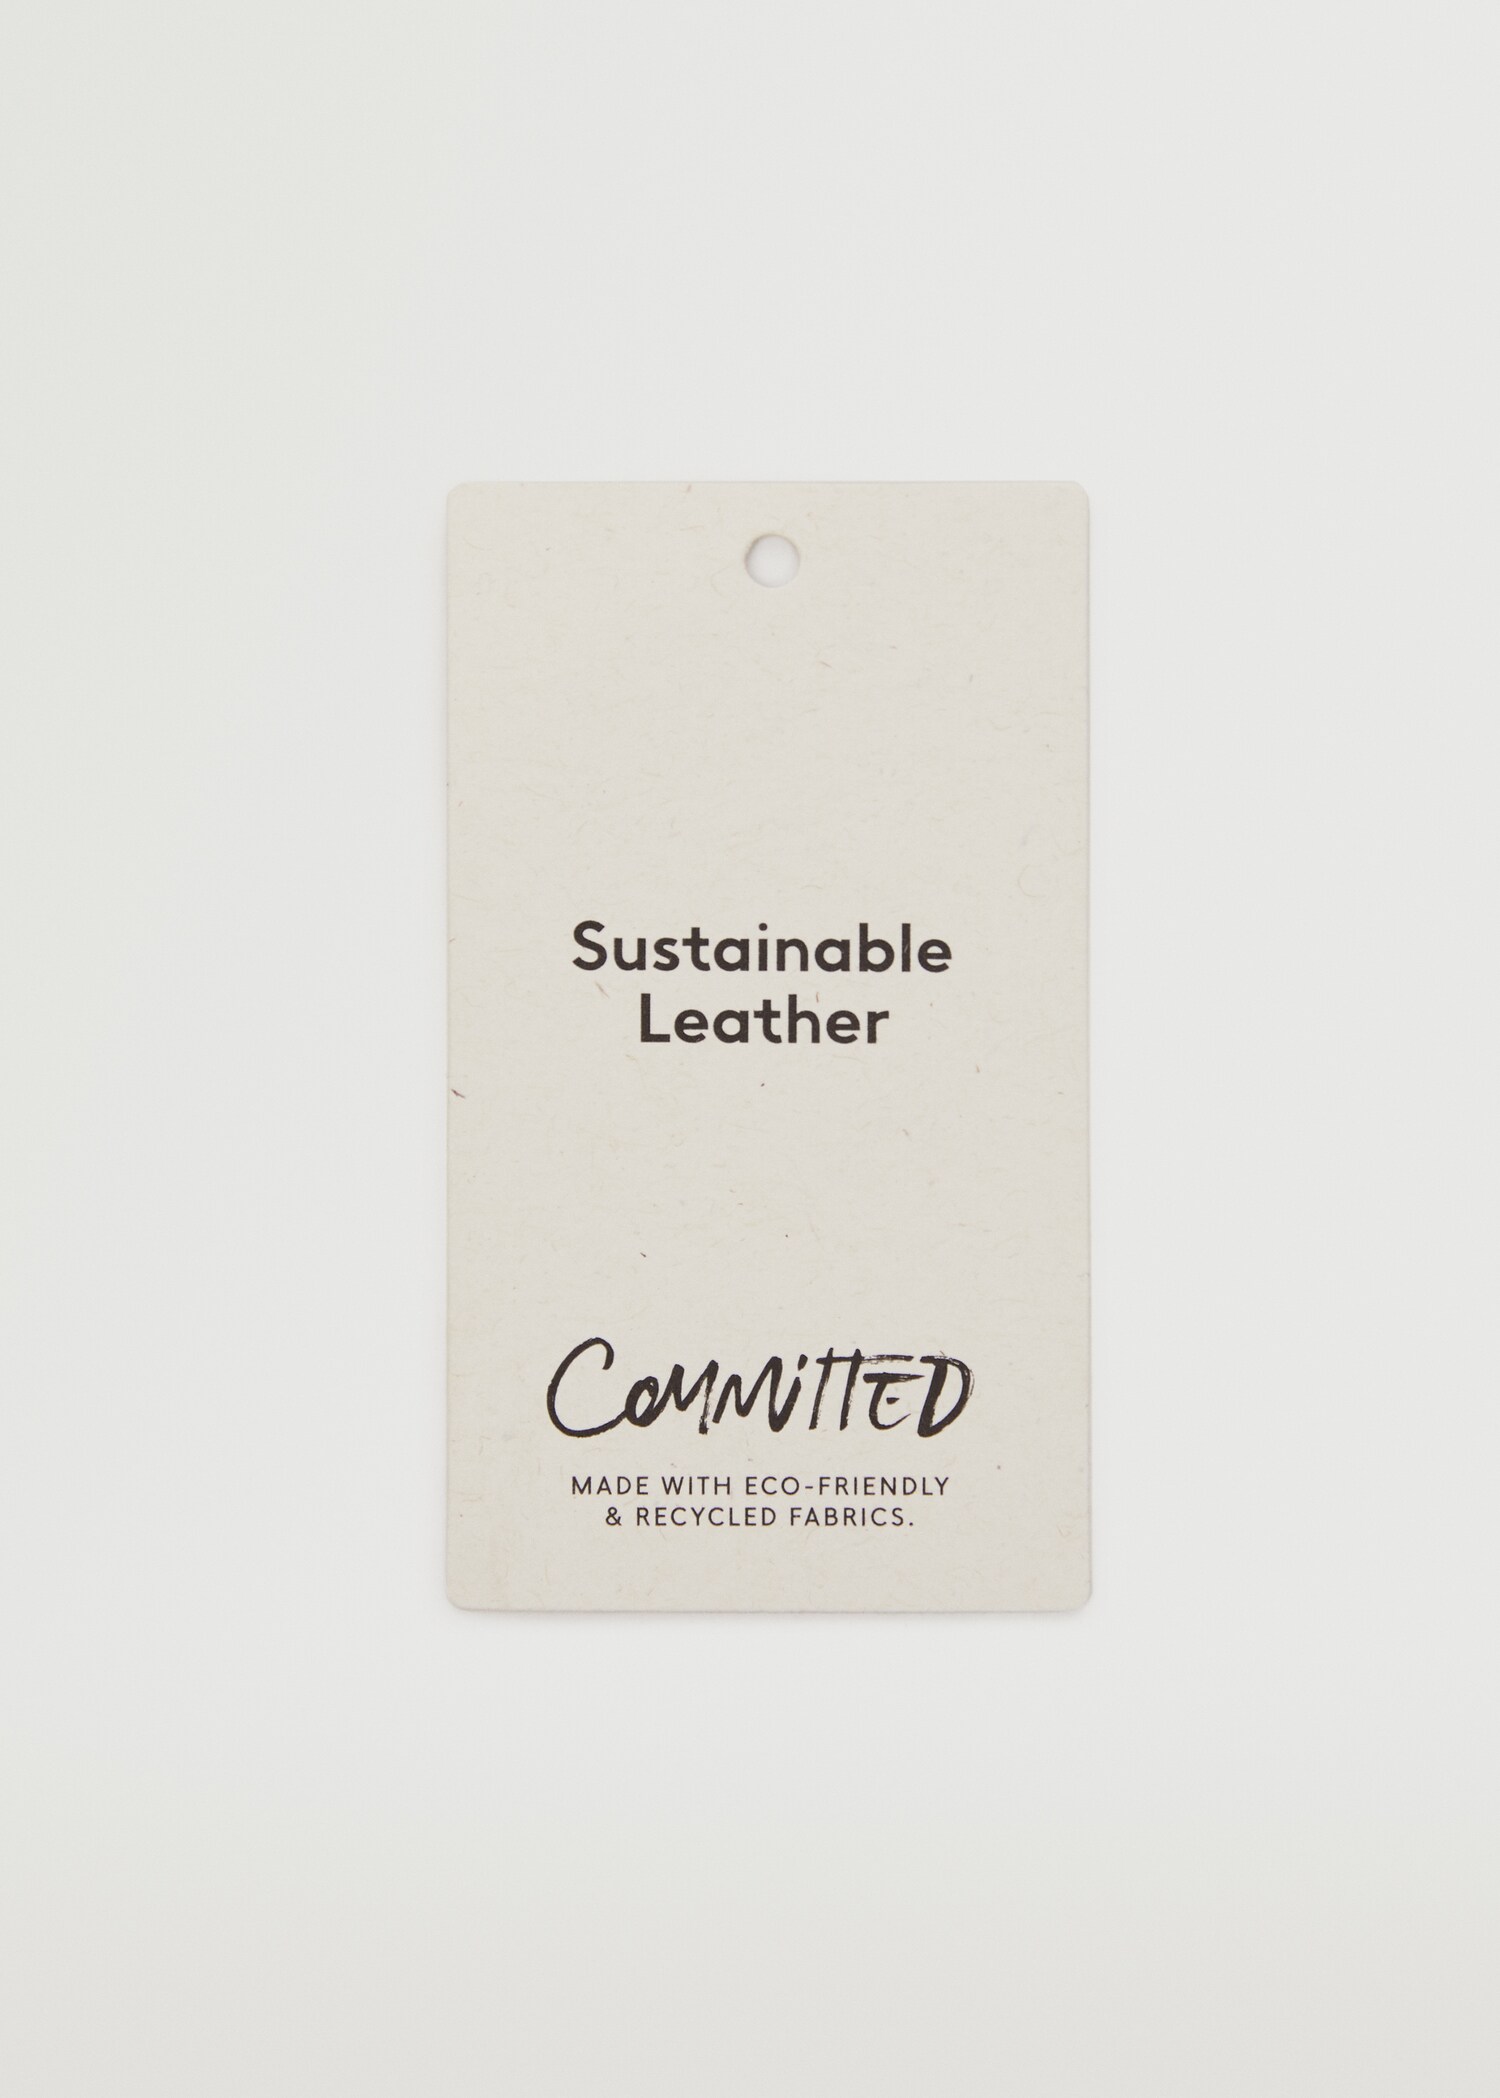 Sustainable
Leather
COMMiTTED
MADE WITH ECO-FRIENDLY
& RECYCLED FABRICS.